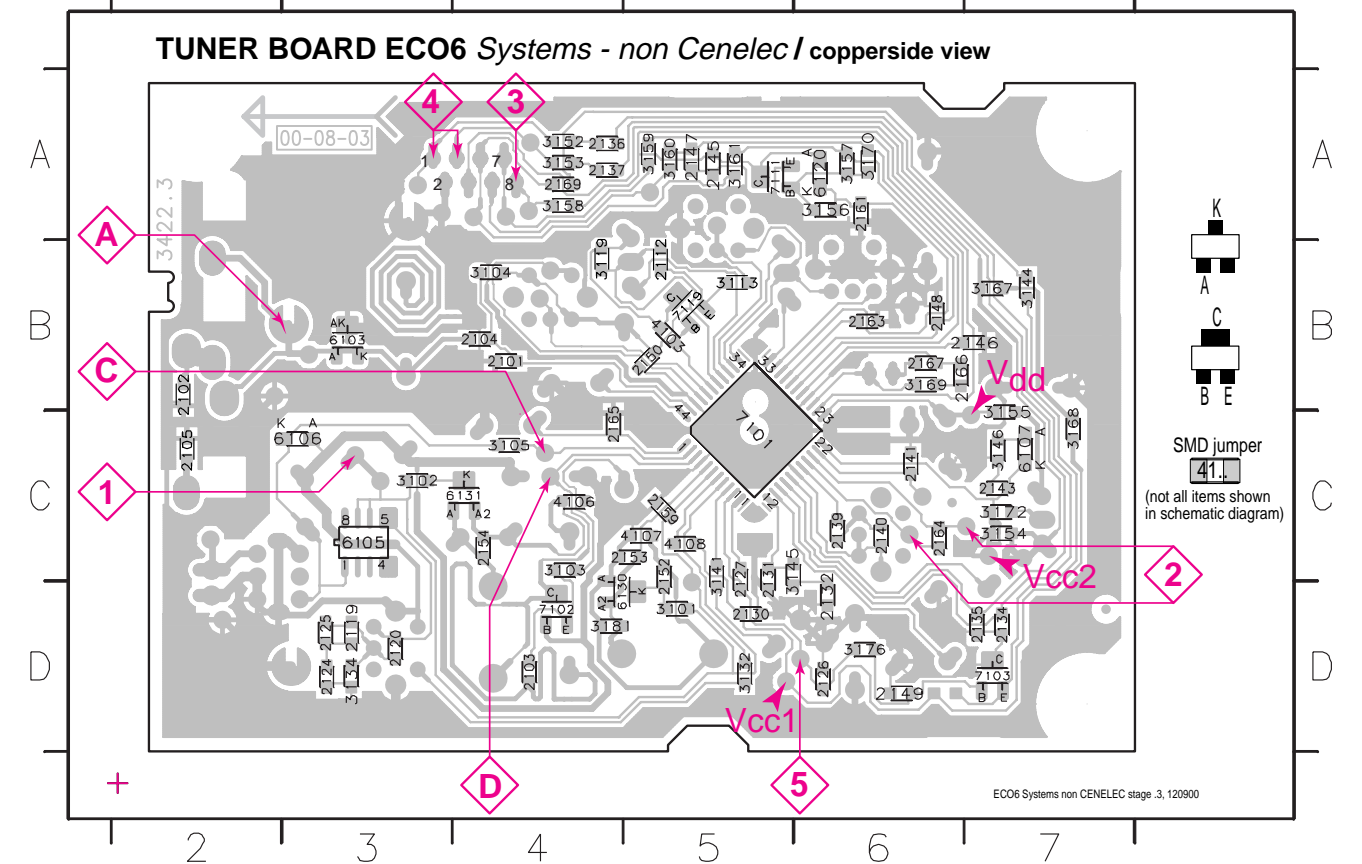 TUNER BOARD ECO6 Systems - non Cenelec / copperside view
4 3
00-08-03
3422.3
A A
1 7
2 8
3152 2136
3153 2137
2169
3158
3159 3160 2147 2145 3161
C 7111 E B
A 6120 K
3157 3170
3156 2161
A
K
A
3104 3119 2112 3113
C 7119 B E
3167 3144
2148
B B
AK
6103
A K
2104
2101
4103
2150
2163
2146
C
B E
2167
3169
2166
C
2102
34 33
Vdd
3155
44 23
7101
1 22
11 12
2165
K A
6106
2105
3105
3146 6107 A K
3168
SMD jumper
41..
(not all items shown
in schematic diagram)
C C
1
3102
K
6131
A A2
4106
2159
2141
2143
3172
3154
8 5
6105
1 4
2154
4107
4108
2153
2139 2140 2164
Vcc2
2
3103
2152
3141 2127 2131 3145
2132
A 6130 K A2
C
7102
B E
3101
2130
3181
2125 2119
2120
2124 3134
2103
3132
2126
3176
2149
2135 2134
C
7103
B E
D D
Vcc1
D 5
ECO6 Systems non CENELEC stage .3, 120900
2 3 4 5 6 7